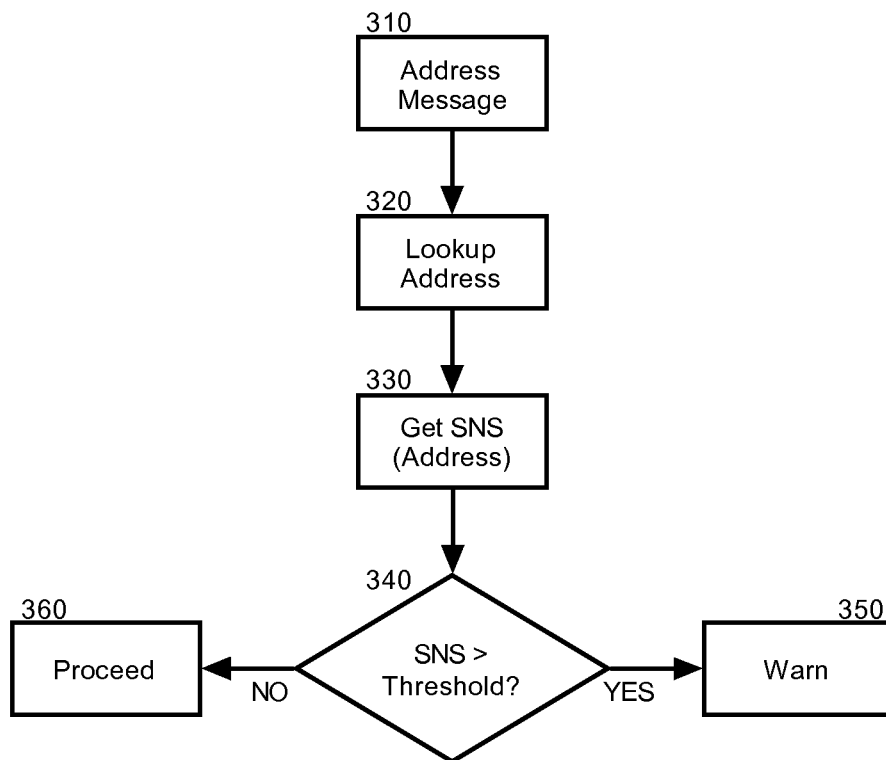 310
Address
Message
320
Lookup
Address
330
Get SNS
(Address)
340
SNS >
Threshold?
360
Proceed
NO
YES
350
Warn